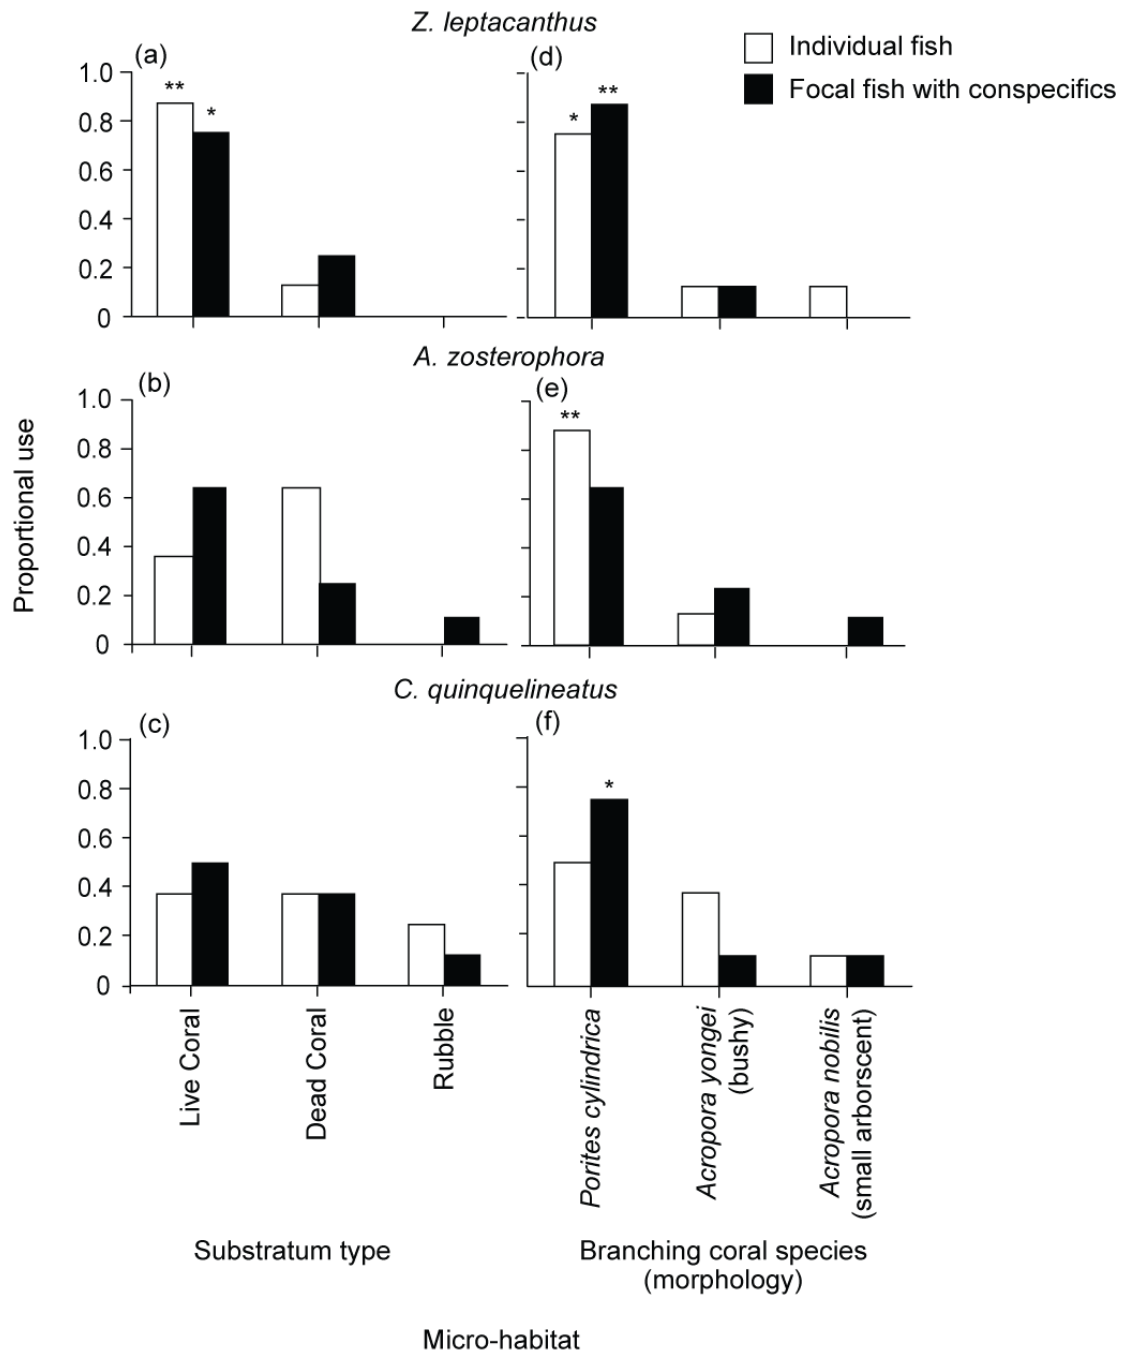 Z. leptacanthus
Individual fish
Focal fish with conspecifics
(a)
1.0
0.8
0.6
0.4
0.2
0
**
*
(d)
*
**
A. zosterophora
Proportional use
(b)
1.0
0.8
0.6
0.4
0.2
0
(e)
**
C. quinquelineatus
(c)
1.0
0.8
0.6
0.4
0.2
0
(f)
*
Live Coral
Dead Coral
Rubble
Porites cylindrica
Acropora yongei
(bushy)
Acropora nobilis
(small arborscent)
Substratum type
Branching coral species
(morphology)
Micro-habitat